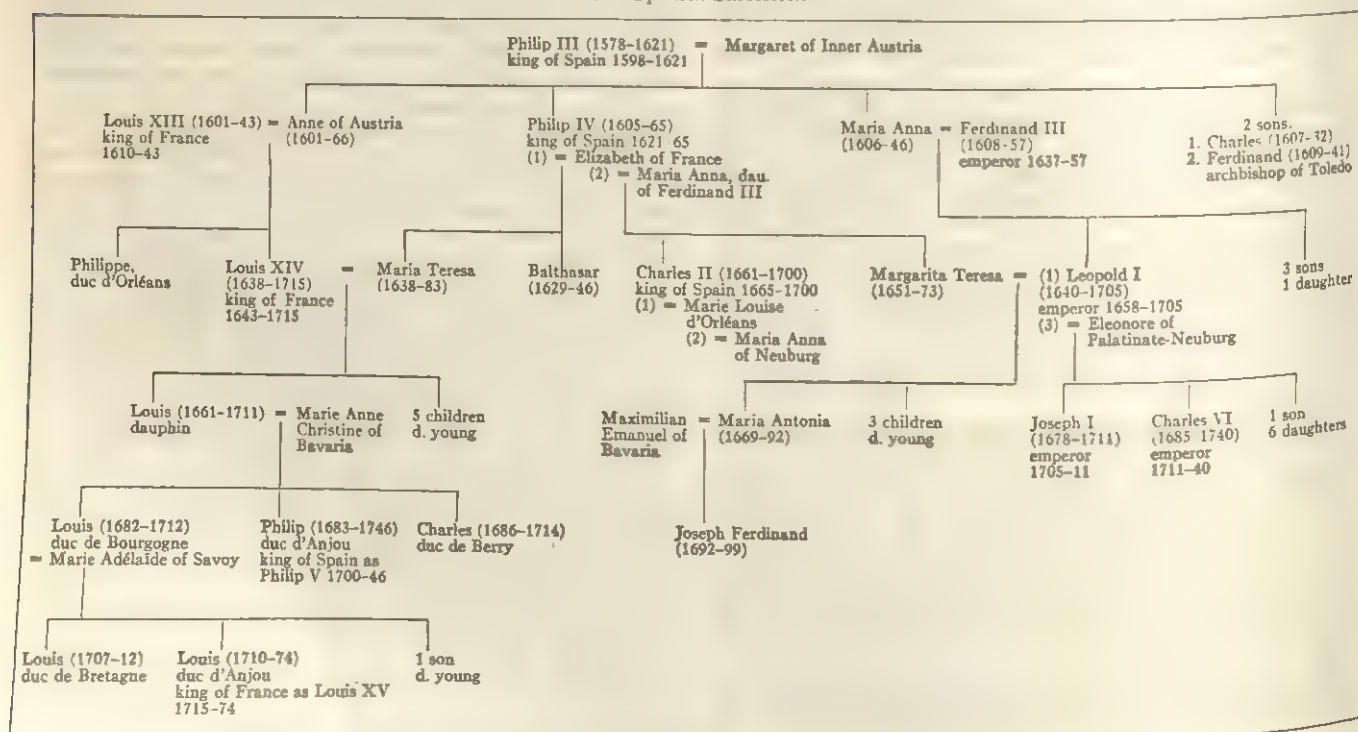 Philip III (1578-1621) = Margaret of Inner Austria
king of Spain 1598-1621
Louis XIII (1601-43) = Anne of Austria
king of France (1601-66)
1610-43
Philip IV (1605-65)
king of Spain 1621-65
(1) = Elizabeth of France
(2) = Maria Anna, dau.
of Ferdinand III
Maria Anna = Ferdinand III
(1606-46) (1608-57)
emperor 1637-57
2 sons.
1. Charles (1607-32)
2. Ferdinand (1609-41)
archbishop of Toledo
Philippe,
duc d'Orléans
Louis XIV = Maria Teresa
(1638-1715) (1638-83)
king of France
1643-1715
Balthasar
(1629-46)
Charles II (1661-1700)
king of Spain 1665-1700
(1) = Marie Louise
d'Orléans
(2) = Maria Anna
of Neuburg
Margarita Teresa = (1) Leopold I
(1651-73) (1640-1705)
emperor 1658-1705
(3) = Eleonore of
Palatinate-Neuburg
3 sons
1 daughter
Louis (1661-1711) = Marie Anne
dauphin Christine of
Bavaria
5 children
d. young
Maximilian = Maria Antonia
Emanuel of (1669-92)
Bavaria
3 children
d. young
Joseph I
(1678-1711)
emperor
1705-11
Charles VI
(1685 1740)
emperor
1711-40
1 son
6 daughters
Louis (1682-1712)
duc de Bourgogne
= Marie Adélaïde of Savoy
Philip (1683-1746)
duc d'Anjou
king of Spain as
Philip V 1700-46
Charles (1686-1714)
duc de Berry
Joseph Ferdinand
(1692-99)
Louis (1707-12)
duc de Bretagne
Louis (1710-74)
duc d'Anjou
king of France as Louis XV
1715-74
1 son
d. young